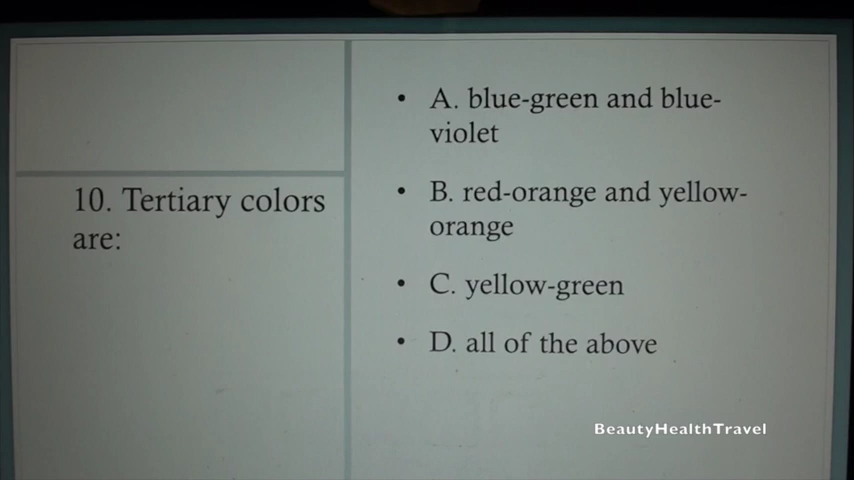 10. Tertiary colors
are:
• A. blue-green and blue-
violet
• B. red-orange and yellow-
orange
• C. yellow-green
• D. all of the above
BeautyHealthTravel